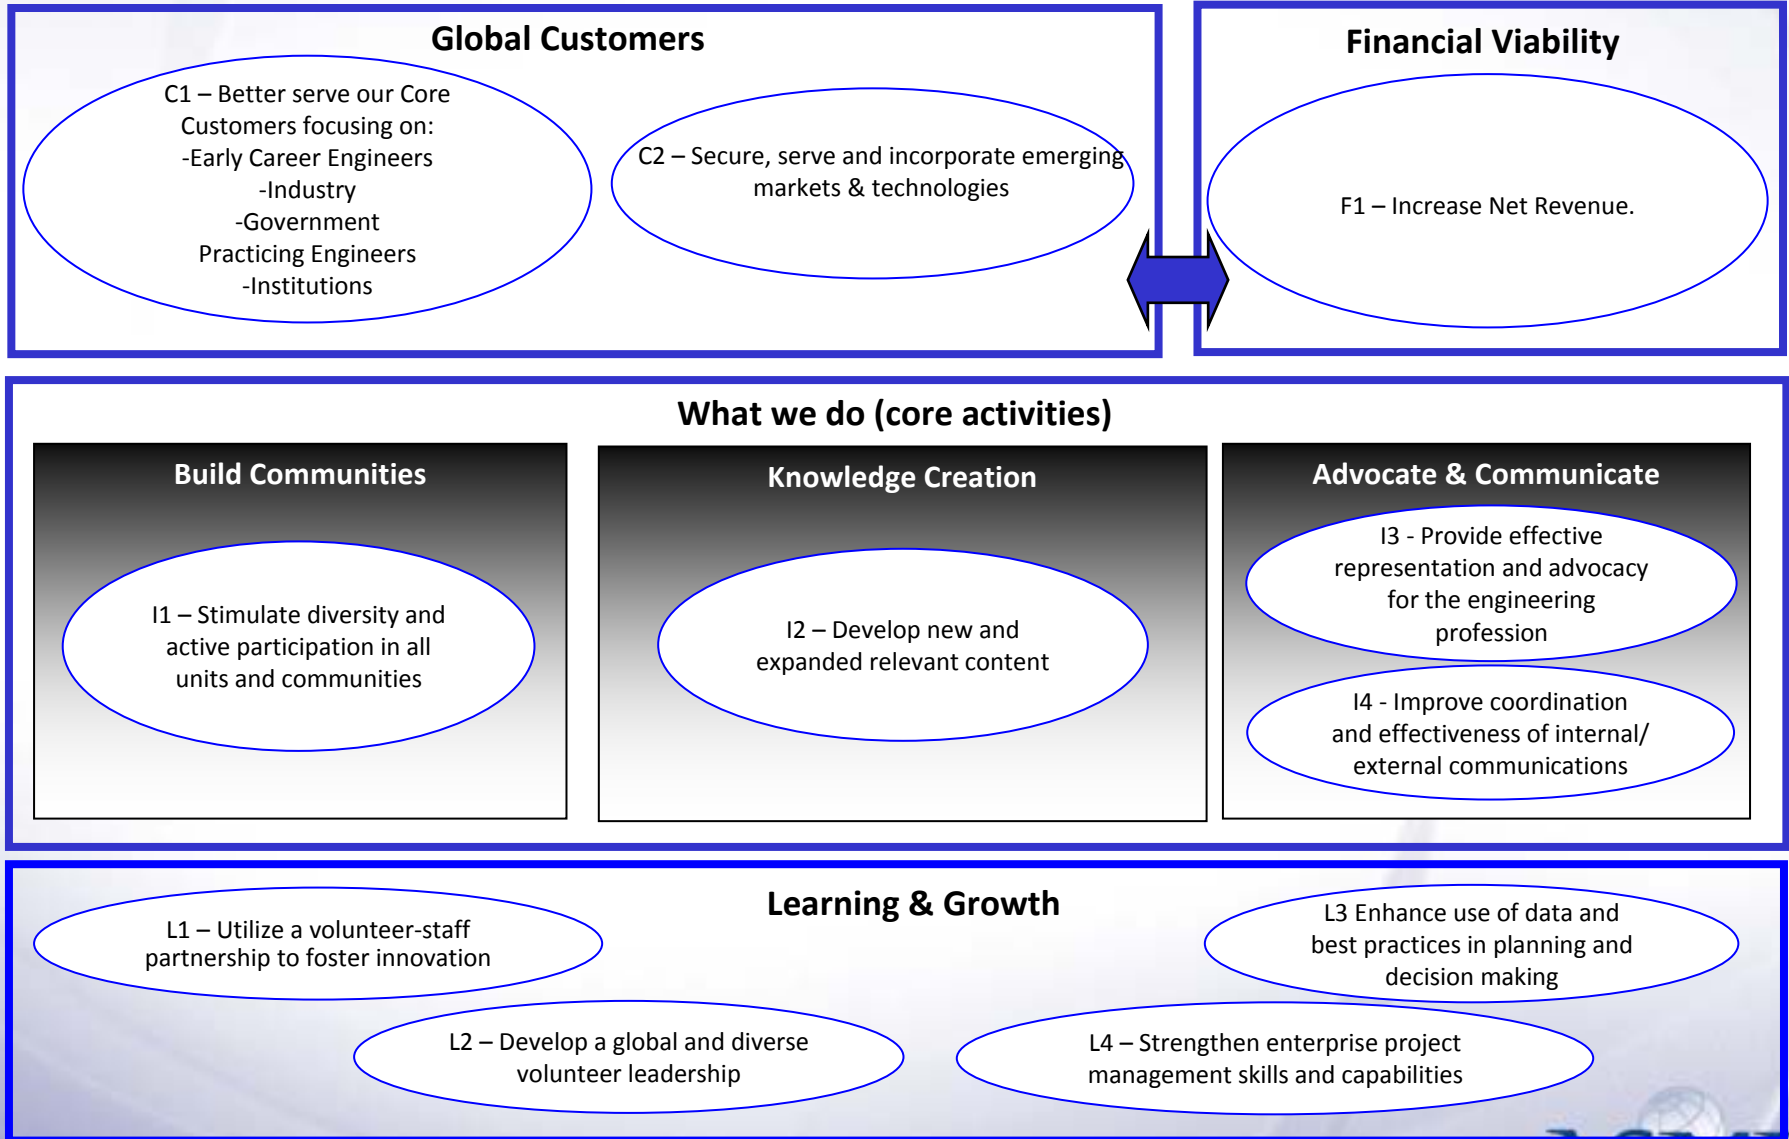 Global Customers
C1 – Better serve our Core
Customers focusing on:
-Early Career Engineers
-Industry
-Government
Practicing Engineers
-Institutions
C2 – Secure, serve and incorporate emerging
markets & technologies
Financial Viability
F1 – Increase Net Revenue.
What we do (core activities)
Build Communities
I1 – Stimulate diversity and
active participation in all
units and communities
Knowledge Creation
I2 – Develop new and
expanded relevant content
Advocate & Communicate
I3 - Provide effective
representation and advocacy
for the engineering
profession
I4 - Improve coordination
and effectiveness of internal/
external communications
Learning & Growth
L1 – Utilize a volunteer-staff
partnership to foster innovation
L2 – Develop a global and diverse
volunteer leadership
L3 Enhance use of data and
best practices in planning and
decision making
L4 – Strengthen enterprise project
management skills and capabilities